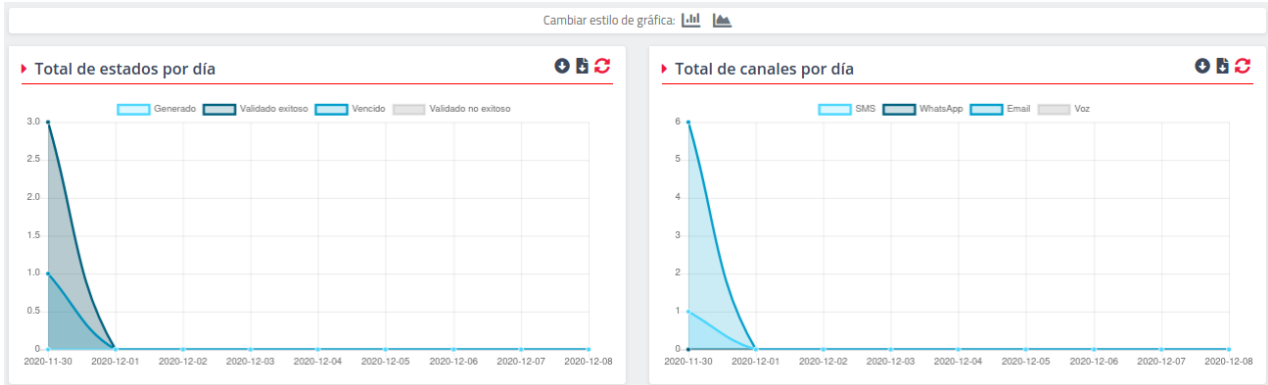 Cambiar estilo de gráfica:
Total de estados por día
Generado Validado exitoso Vencido Validado no exitoso
3.0
2.5
2.0
1.5
1.0
0.5
0
2020-11-30 2020-12-01 2020-12-02 2020-12-03 2020-12-04 2020-12-05 2020-12-06 2020-12-07 2020-12-08
Total de canales por día
SMS WhatsApp Email Voz
6
5
4
3
2
1
0
2020-11-30 2020-12-01 2020-12-02 2020-12-03 2020-12-04 2020-12-05 2020-12-06 2020-12-07 2020-12-08